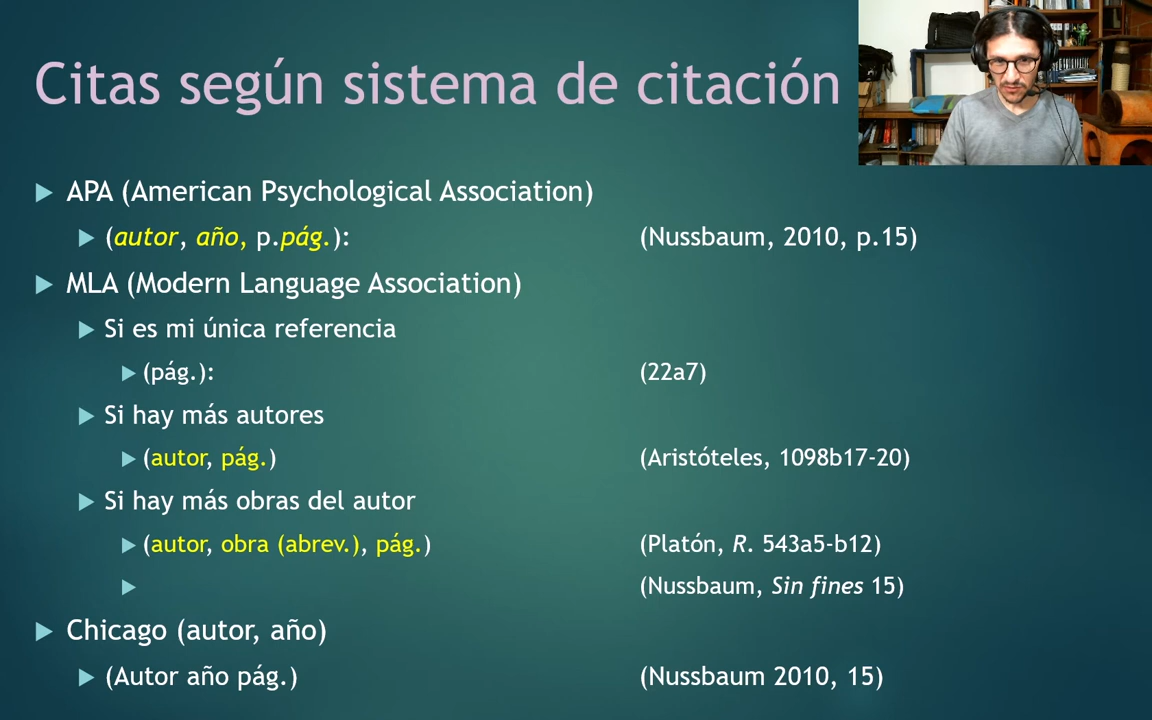 Citas según sistema de citación
APA (American Psychological Association)
(autor, año, p.pág.): (Nussbaum, 2010, p.15)
MLA (Modern Language Association)
Si es mi única referencia
(pág.): (22a7)
Si hay más autores
(autor, pág.) (Aristóteles, 1098b17-20)
Si hay más obras del autor
(autor, obra (abrev.), pág.) (Platón, R. 543a5-b12)
(Nussbaum, Sin fines 15)
Chicago (autor, año)
(Autor año pág.) (Nussbaum 2010, 15)